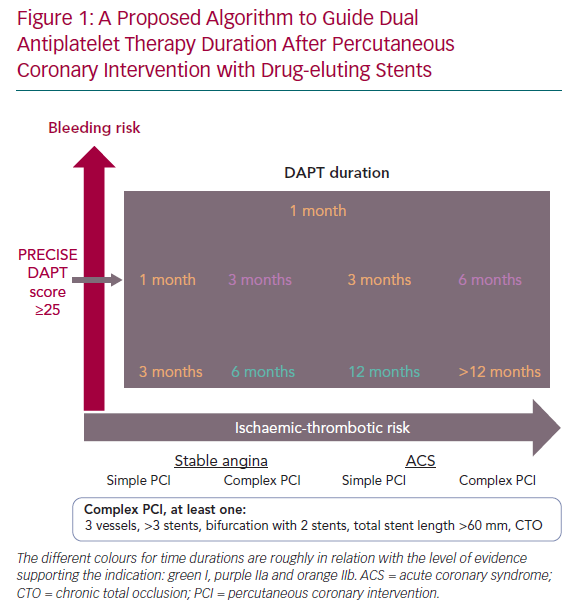 Figure 1: A Proposed Algorithm to Guide Dual
Antiplatelet Therapy Duration After Percutaneous
Coronary Intervention with Drug-eluting Stents
Bleeding risk
DAPT duration
1 month
PRECISE
DAPT
score
≥25
1 month 3 months 3 months 6 months
3 months 6 months 12 months >12 months
Ischaemic-thrombotic risk
Stable angina ACS
Simple PCI Complex PCI Simple PCI Complex PCI
Complex PCI, at least one:
3 vessels, >3 stents, bifurcation with 2 stents, total stent length >60 mm, CTO
The different colours for time durations are roughly in relation with the level of evidence
supporting the indication: green I, purple IIa and orange IIb. ACS = acute coronary syndrome;
CTO = chronic total occlusion; PCI = percutaneous coronary intervention.